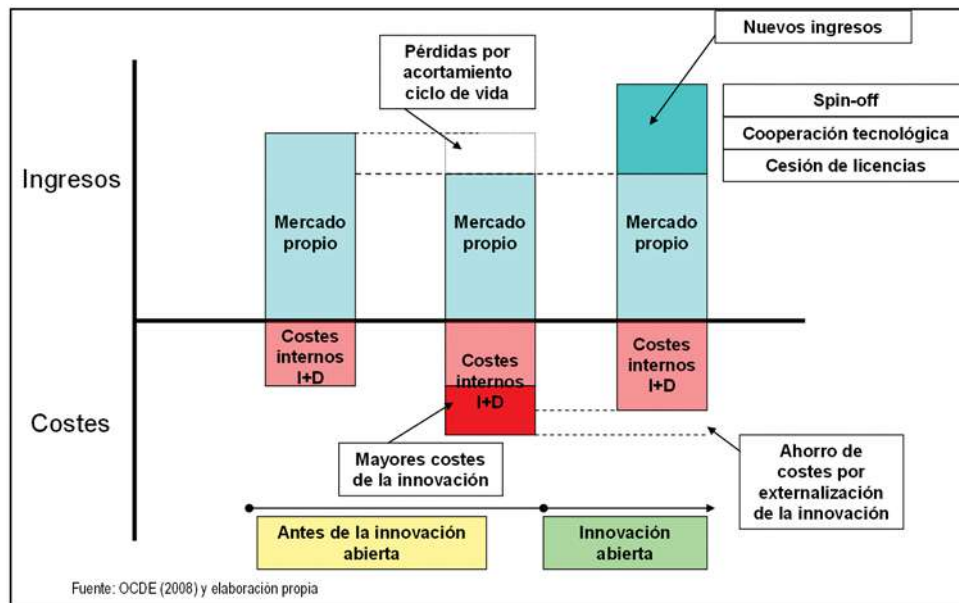 Nuevos ingresos
Pérdidas por
acortamiento
ciclo de vida
Spin-off
Cooperación tecnológica
Cesión de licencias
Ingresos
Mercado
propio
Mercado
propio
Mercado
propio
Costes
internos
I+D
Costes
internos
I+D
Costes
internos
I+D
Costes
Mayores costes
de la innovación
Ahorro de
costes por
externalización
de la innovación
Antes de la innovación
abierta
Innovación
abierta
Fuente: OCDE (2008) y elaboración propia